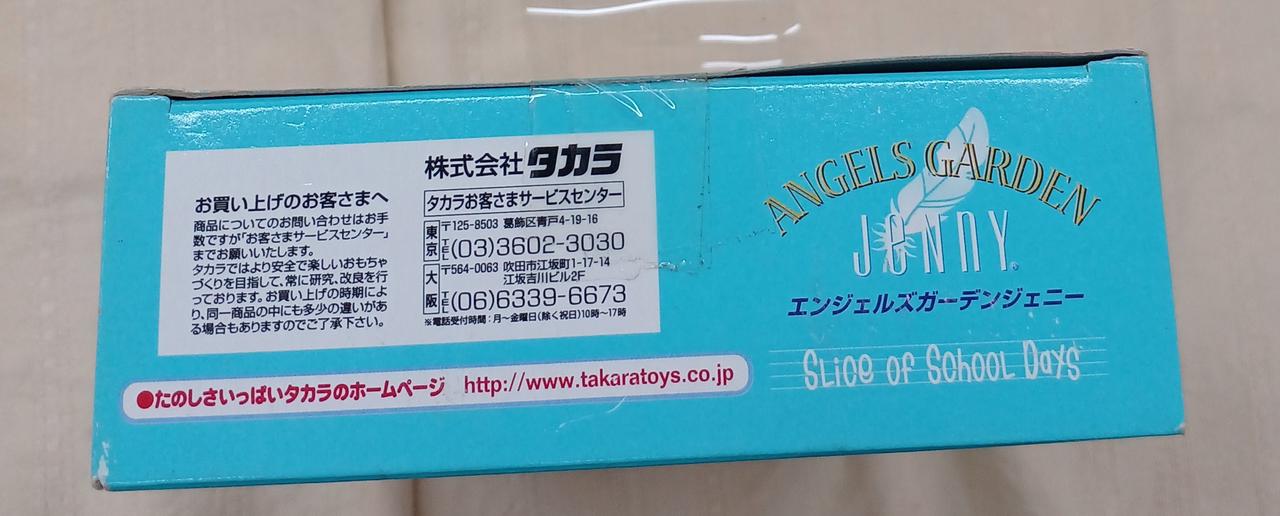 お買い上げのお客さまへ
商品についてのお問い合わせはお手
数ですが「お客さまサービスセンター」
までお願いいたします。
タカラではより安全で楽しいおもちゃ
づくりを目指して、常に研究、改良を行
っております。お買い上げの時期によ
り、同一商品の中にも多少の違いがあ
る場合もありますのでご了承下さい。
株式会社タカラ
タカラお客さまサービスセンター
東京 〒125-8503 葛飾区青戸4-19-16
TEL(03)3602-3030
大阪 〒564-0063 吹田市江坂町1-17-14
江坂吉川ビル2F
TEL(06)6339-6673
※電話受付時間：月～金曜日(除く祝日)10時～17時
●たのしさいっぱいタカラのホームページ http://www.takaratoys.co.jp
ANGELS GARDEN
JeNNY®
エンジェルズガーデンジェニー
SLice oF ScHooL Days